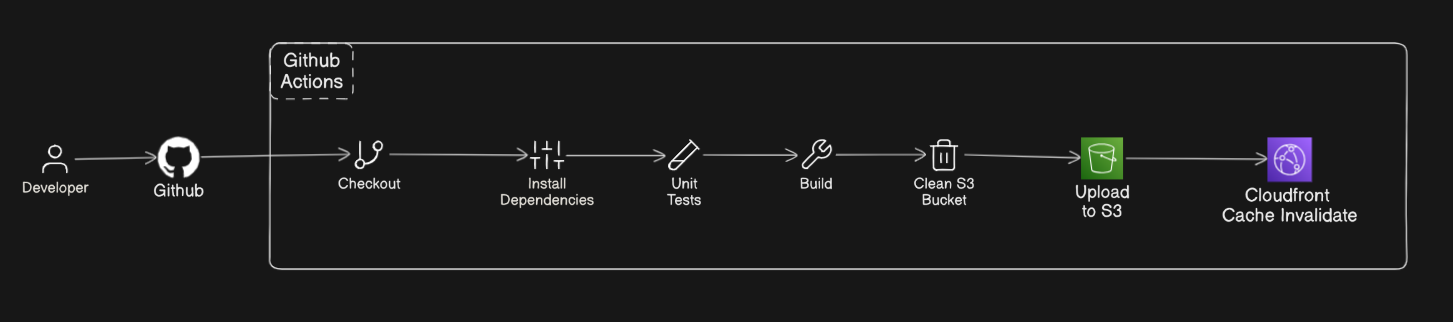 Github
Actions
Developer
Github
Checkout
Install
Dependencies
Unit
Tests
Build
Clean S3
Bucket
Upload
to S3
Cloudfront
Cache Invalidate